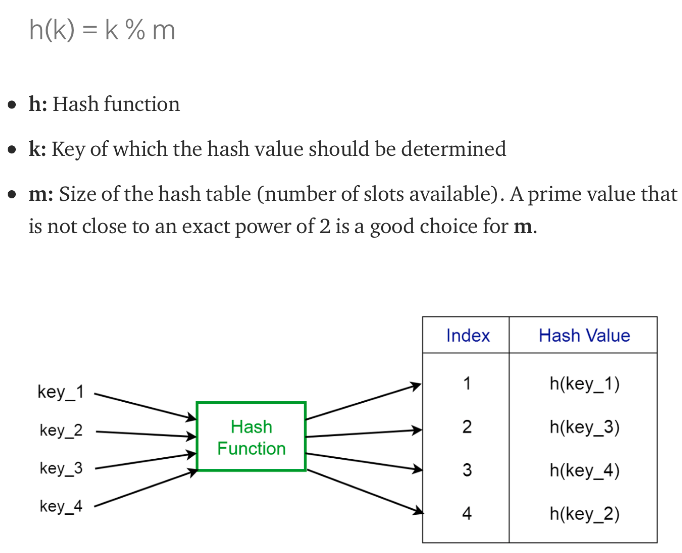 h(k) = k % m
• h: Hash function
• k: Key of which the hash value should be determined
• m: Size of the hash table (number of slots available). A prime value that
is not close to an exact power of 2 is a good choice for m.
Index Hash Value
key_1
key_2
key_3
key_4
Hash
Function
1 h(key_1)
2 h(key_3)
3 h(key_4)
4 h(key_2)